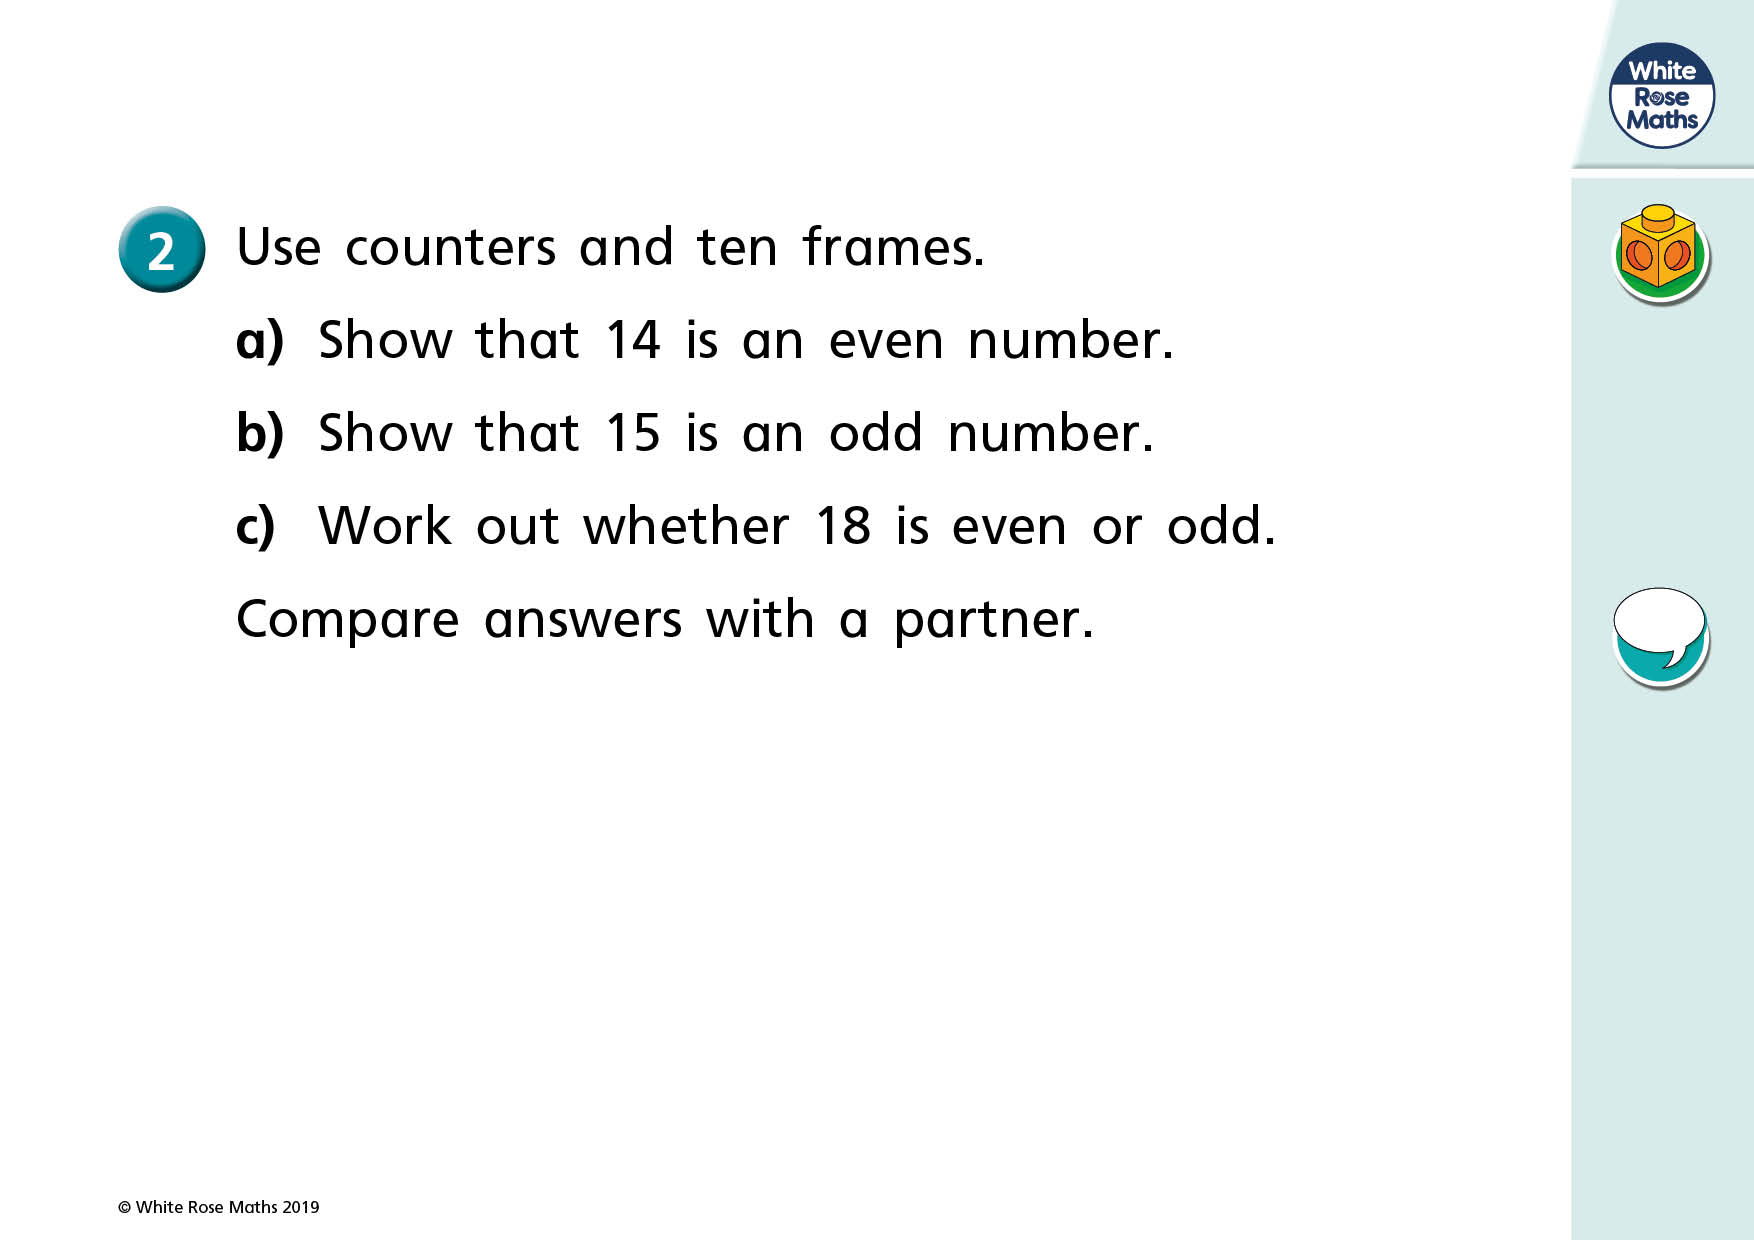 White
Rose
Maths
2 Use counters and ten frames.
a) Show that 14 is an even number.
b) Show that 15 is an odd number.
c) Work out whether 18 is even or odd.
Compare answers with a partner.
© White Rose Maths 2019